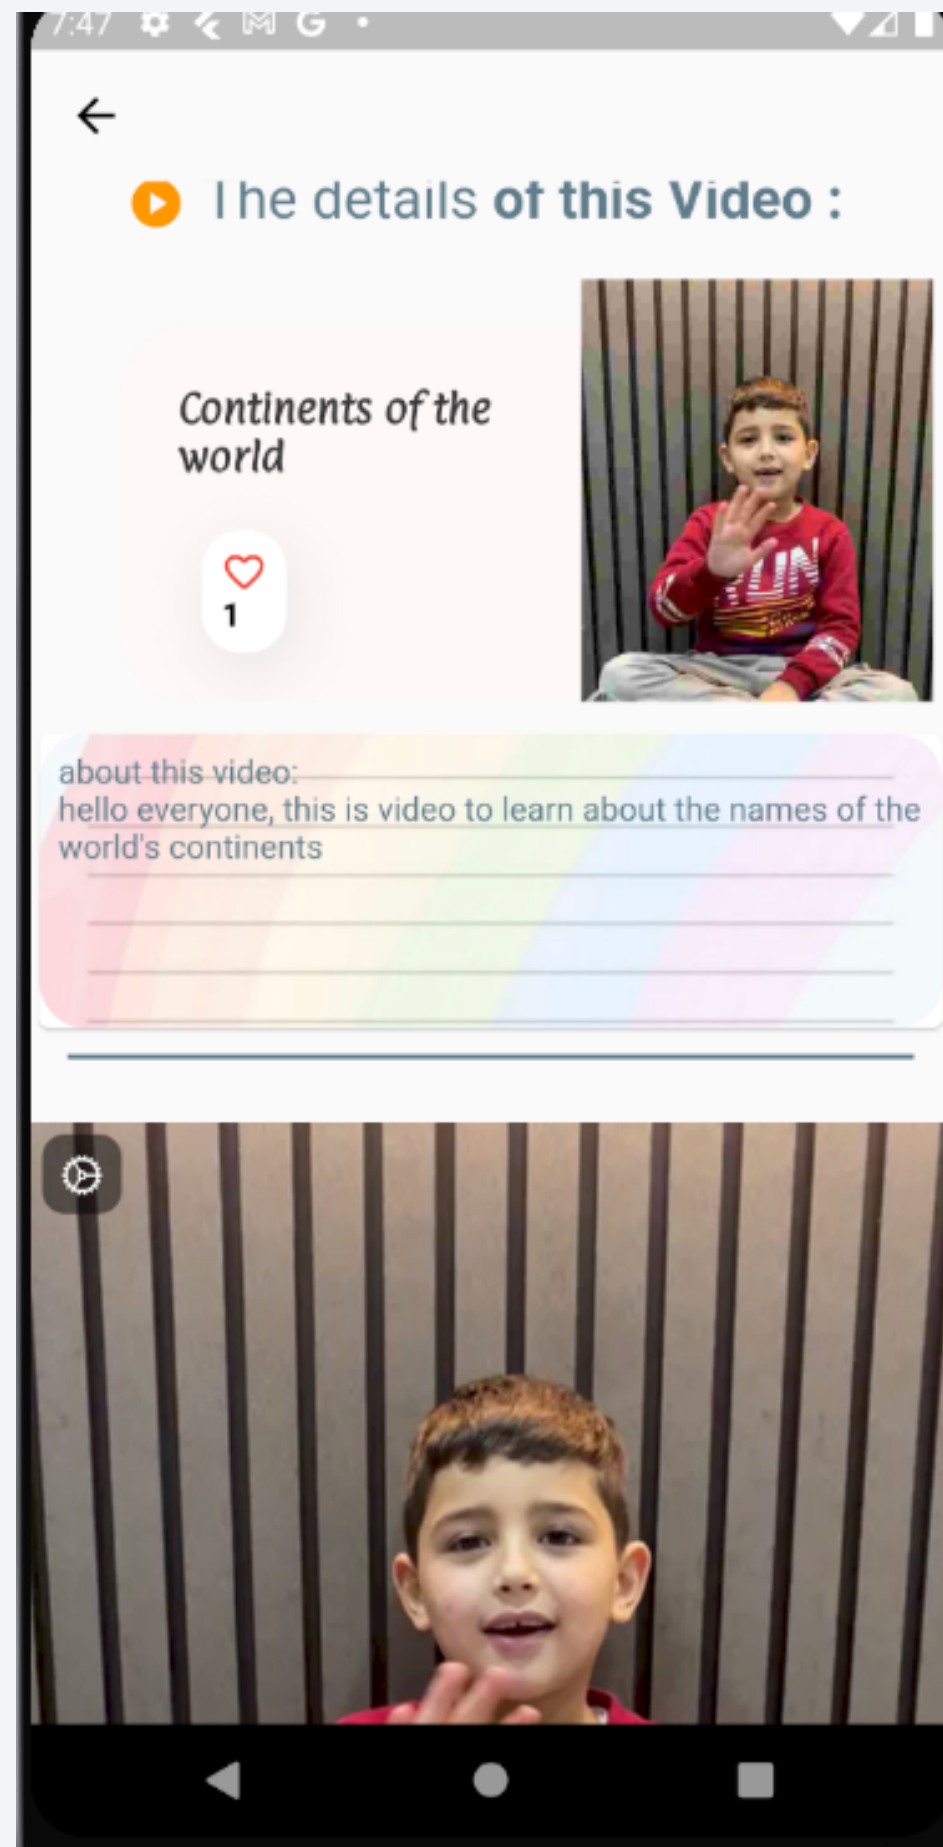 7:47
The details of this Video :
Continents of the
world
1
RUN
about this video:
hello everyone, this is video to learn about the names of the
world's continents